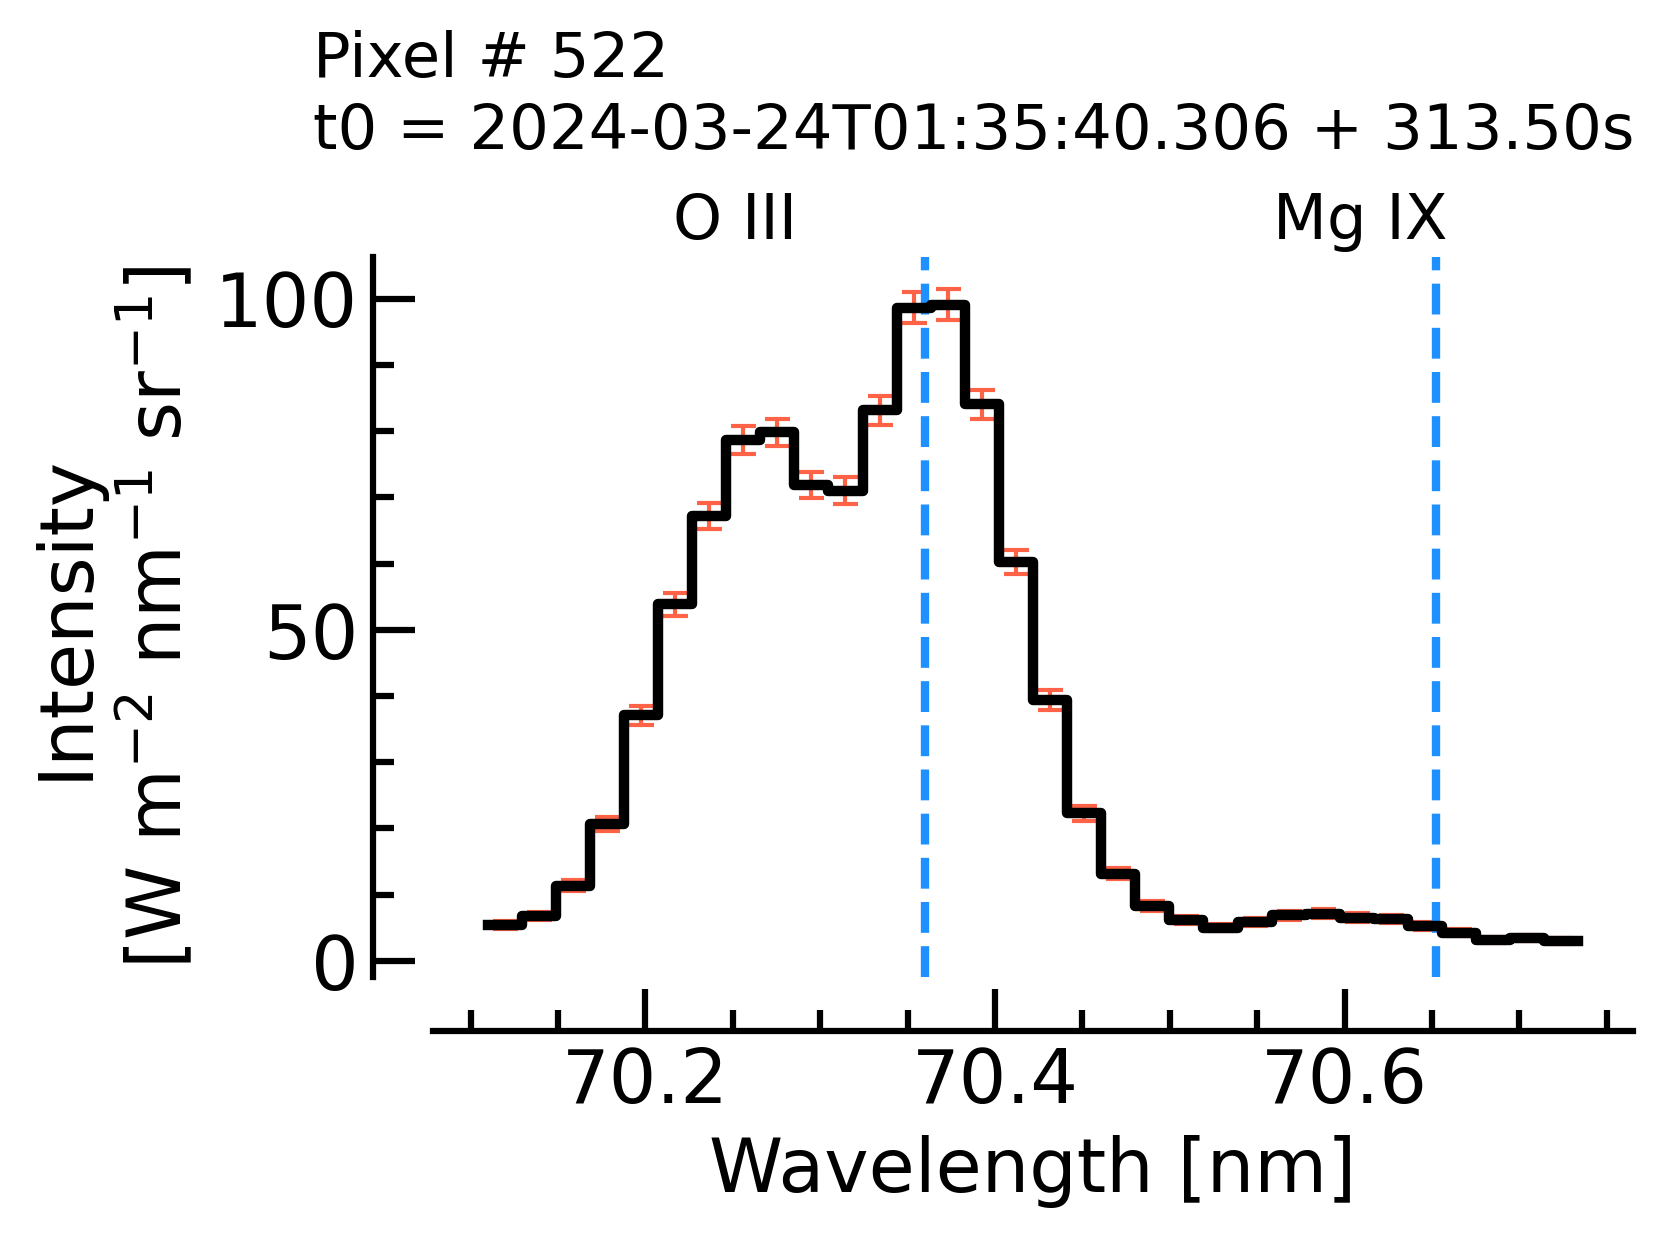 Pixel # 522
t0 = 2024-03-24T01:35:40.306 + 313.50s
O III Mg IX
Intensity
[W m⁻² nm⁻¹ sr⁻¹]
100
50
0
70.2 70.4 70.6
Wavelength [nm]